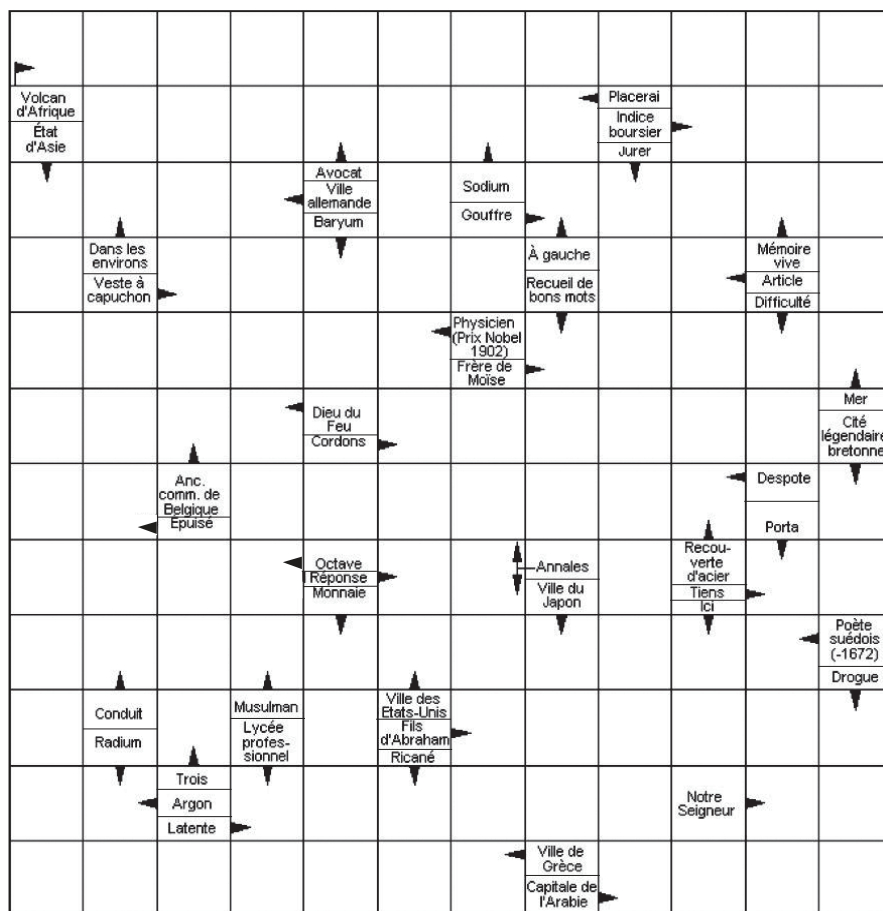 Volcan
d'Afrique
État
d'Asie
Placerai
Indice
boursier
Jurer
Avocat
Ville
allemande
Baryum
Sodium
Gouffre
Dans les
environs
Veste à
capuchon
À gauche
Recueil de
bons mots
Mémoire
vive
Article
Difficulté
Physicien
(Prix Nobel
1902)
Frère de
Moïse
Dieu du
Feu
Cordons
Mer
Cité
légendaire
bretonne
Anc.
comm. de
Belgique
Épuisé
Despote
Porta
Octave
Réponse
Monnaie
Annales
Ville du
Japon
Recou-
verte
d'acier
Tiens
Ici
Poète
suédois
(-1672)
Drogue
Conduit
Radium
Musulman
Lycée
profes-
sionnel
Ville des
Etats-Unis
Fils
d'Abraham
Ricané
Trois
Argon
Latente
Notre
Seigneur
Ville de
Grèce
Capitale de
l'Arabie